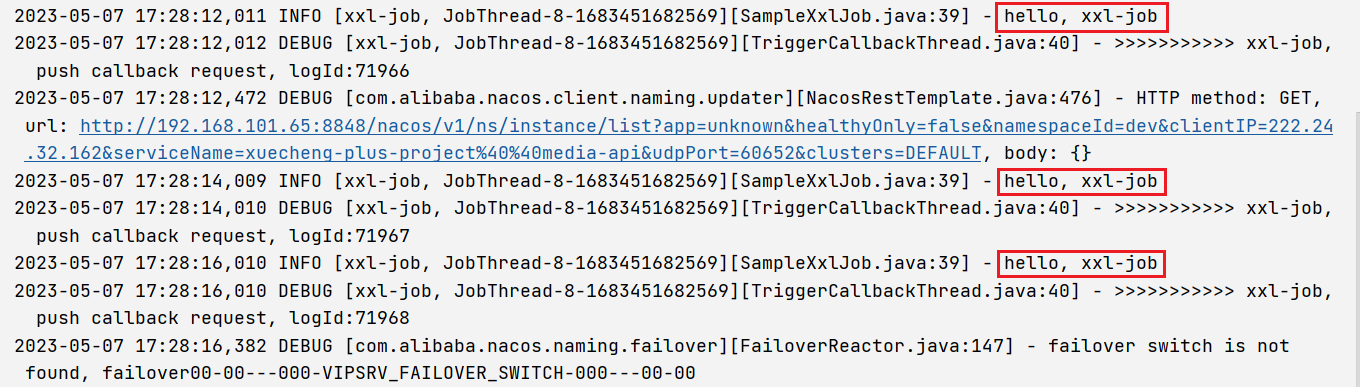 2023-05-07 17:28:12,011 INFO [xxl-job, JobThread-8-1683451682569][SampleXxlJob.java:39] - hello, xxl-job
2023-05-07 17:28:12,012 DEBUG [xxl-job, JobThread-8-1683451682569][TriggerCallbackThread.java:40] - >>>>>>>>>>> xxl-job,
push callback request, logId:71966
2023-05-07 17:28:12,472 DEBUG [com.alibaba.nacos.client.naming.updater][NacosRestTemplate.java:476] - HTTP method: GET,
url: http://192.168.101.65:8848/nacos/v1/ns/instance/list?app=unknown&healthyOnly=false&namespaceId=dev&clientIP=222.24
.32.162&serviceName=xuecheng-plus-project%40%40media-api&udpPort=60652&clusters=DEFAULT, body: {}
2023-05-07 17:28:14,009 INFO [xxl-job, JobThread-8-1683451682569][SampleXxlJob.java:39] - hello, xxl-job
2023-05-07 17:28:14,010 DEBUG [xxl-job, JobThread-8-1683451682569][TriggerCallbackThread.java:40] - >>>>>>>>>>> xxl-job,
push callback request, logId:71967
2023-05-07 17:28:16,010 INFO [xxl-job, JobThread-8-1683451682569][SampleXxlJob.java:39] - hello, xxl-job
2023-05-07 17:28:16,010 DEBUG [xxl-job, JobThread-8-1683451682569][TriggerCallbackThread.java:40] - >>>>>>>>>>> xxl-job,
push callback request, logId:71968
2023-05-07 17:28:16,382 DEBUG [com.alibaba.nacos.naming.failover][FailoverReactor.java:147] - failover switch is not
found, failover00-00---000-VIPSRV_FAILOVER_SWITCH-000---00-00